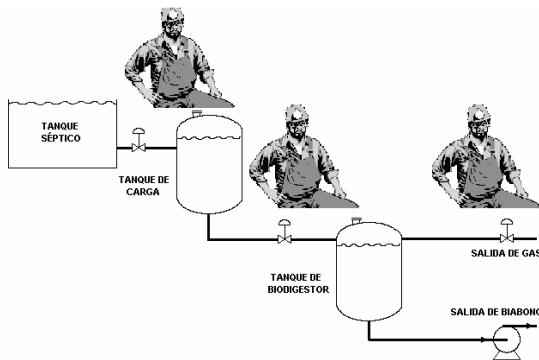 TANQUE
SÉPTICO
TANQUE DE
CARGA
TANQUE DE
BIODIGESTOR
SALIDA DE GAS
SALIDA DE BIABONO